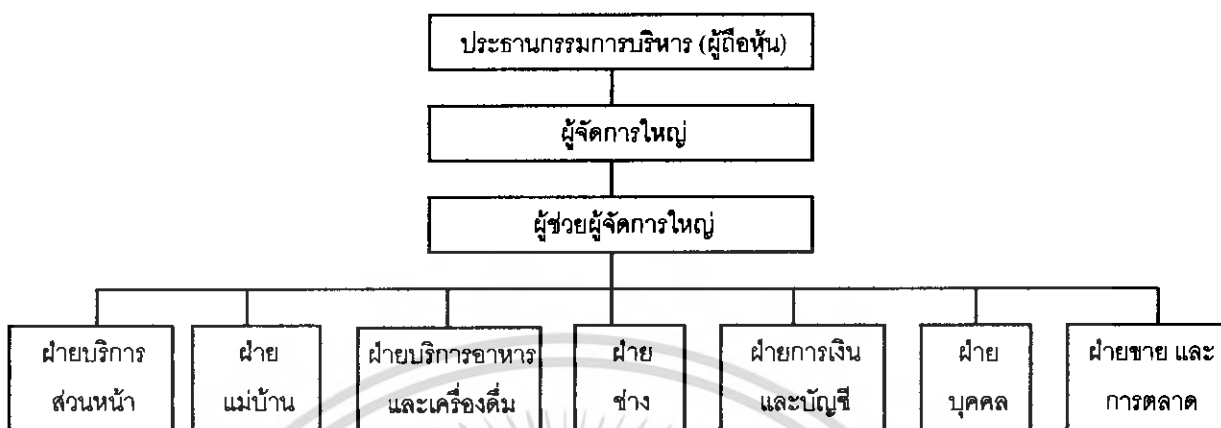 ประธานกรรมการบริหาร (ผู้ถือหุ้น)
ผู้จัดการใหญ่
ผู้ช่วยผู้จัดการใหญ่
ฝ่ายบริการ
ส่วนหน้า
ฝ่าย
แม่บ้าน
ฝ่ายบริการอาหาร
และเครื่องดื่ม
ฝ่าย
ช่าง
ฝ่ายการเงิน
และบัญชี
ฝ่าย
บุคคล
ฝ่ายขาย และ
การตลาด